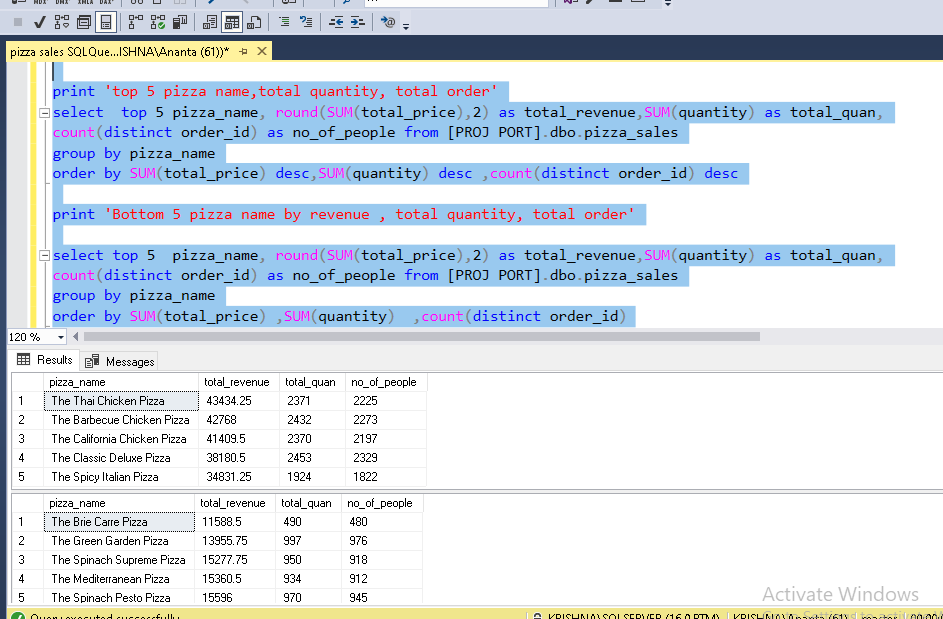 pizza sales SQLQue...ISHNA\Ananta (61))*
print 'top 5 pizza name,total quantity, total order'
select  top 5 pizza_name, round(SUM(total_price),2) as total_revenue,SUM(quantity) as total_quan,
count(distinct order_id) as no_of_people from [PROJ PORT].dbo.pizza_sales
group by pizza_name
order by SUM(total_price) desc,SUM(quantity) desc ,count(distinct order_id) desc
print 'Bottom 5 pizza name by revenue , total quantity, total order'
select top 5  pizza_name, round(SUM(total_price),2) as total_revenue,SUM(quantity) as total_quan,
count(distinct order_id) as no_of_people from [PROJ PORT].dbo.pizza_sales
group by pizza_name
order by SUM(total_price) ,SUM(quantity)  ,count(distinct order_id)
120 %
Results Messages
pizza_name total_revenue total_quan no_of_people
1 The Thai Chicken Pizza 43434.25 2371 2225
2 The Barbecue Chicken Pizza 42768 2432 2273
3 The California Chicken Pizza 41409.5 2370 2197
4 The Classic Deluxe Pizza 38180.5 2453 2329
5 The Spicy Italian Pizza 34831.25 1924 1822
pizza_name total_revenue total_quan no_of_people
1 The Brie Carre Pizza 11588.5 490 480
2 The Green Garden Pizza 13955.75 997 976
3 The Spinach Supreme Pizza 15277.75 950 918
4 The Mediterranean Pizza 15360.5 934 912
5 The Spinach Pesto Pizza 15596 970 945
Activate Windows
Query executed successfully KRISHNA\SQLSERVER (16.0 RTM) KRISHNA\Ananta (61) master